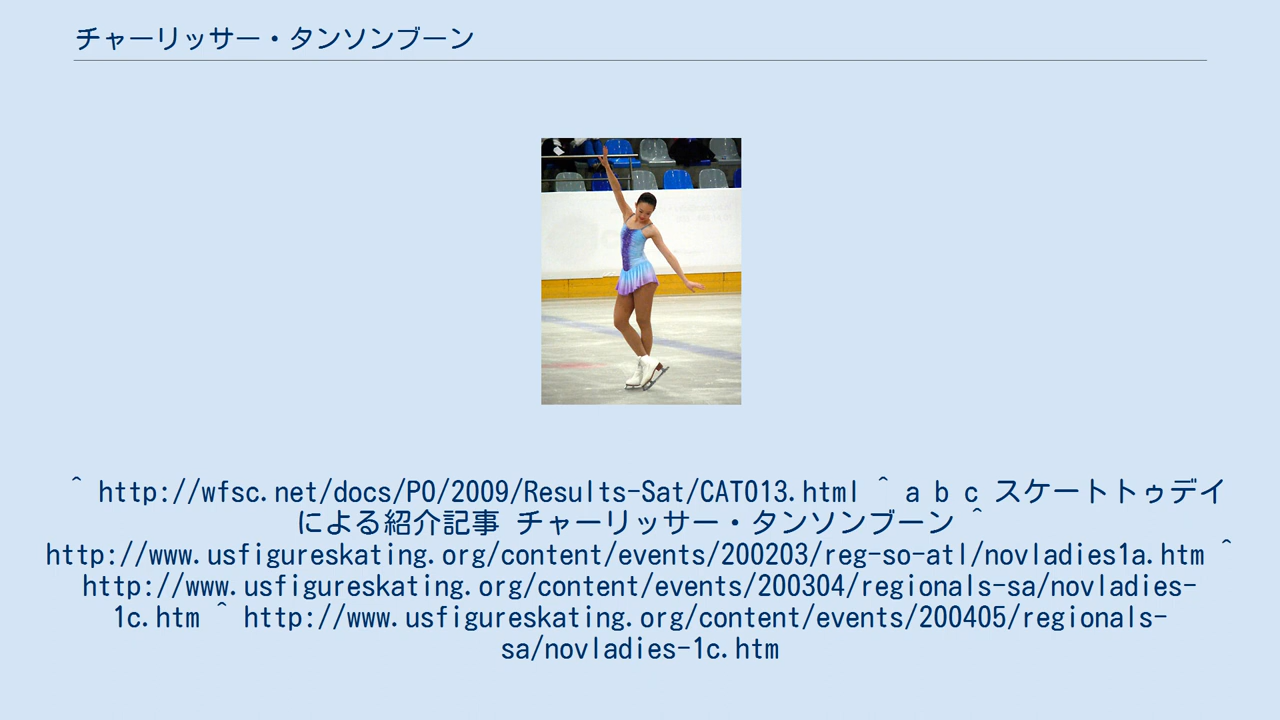 チャーリッサー・タンソンブーン
^ http://wfsc.net/docs/PO/2009/Results-Sat/CAT013.html ^ a b c スケートトゥデイ
による紹介記事 チャーリッサー・タンソンブーン ^
http://www.usfigureskating.org/content/events/200203/reg-so-atl/novladies1a.htm ^
http://www.usfigureskating.org/content/events/200304/regionals-sa/novladies-
1c.htm ^ http://www.usfigureskating.org/content/events/200405/regionals-
sa/novladies-1c.htm